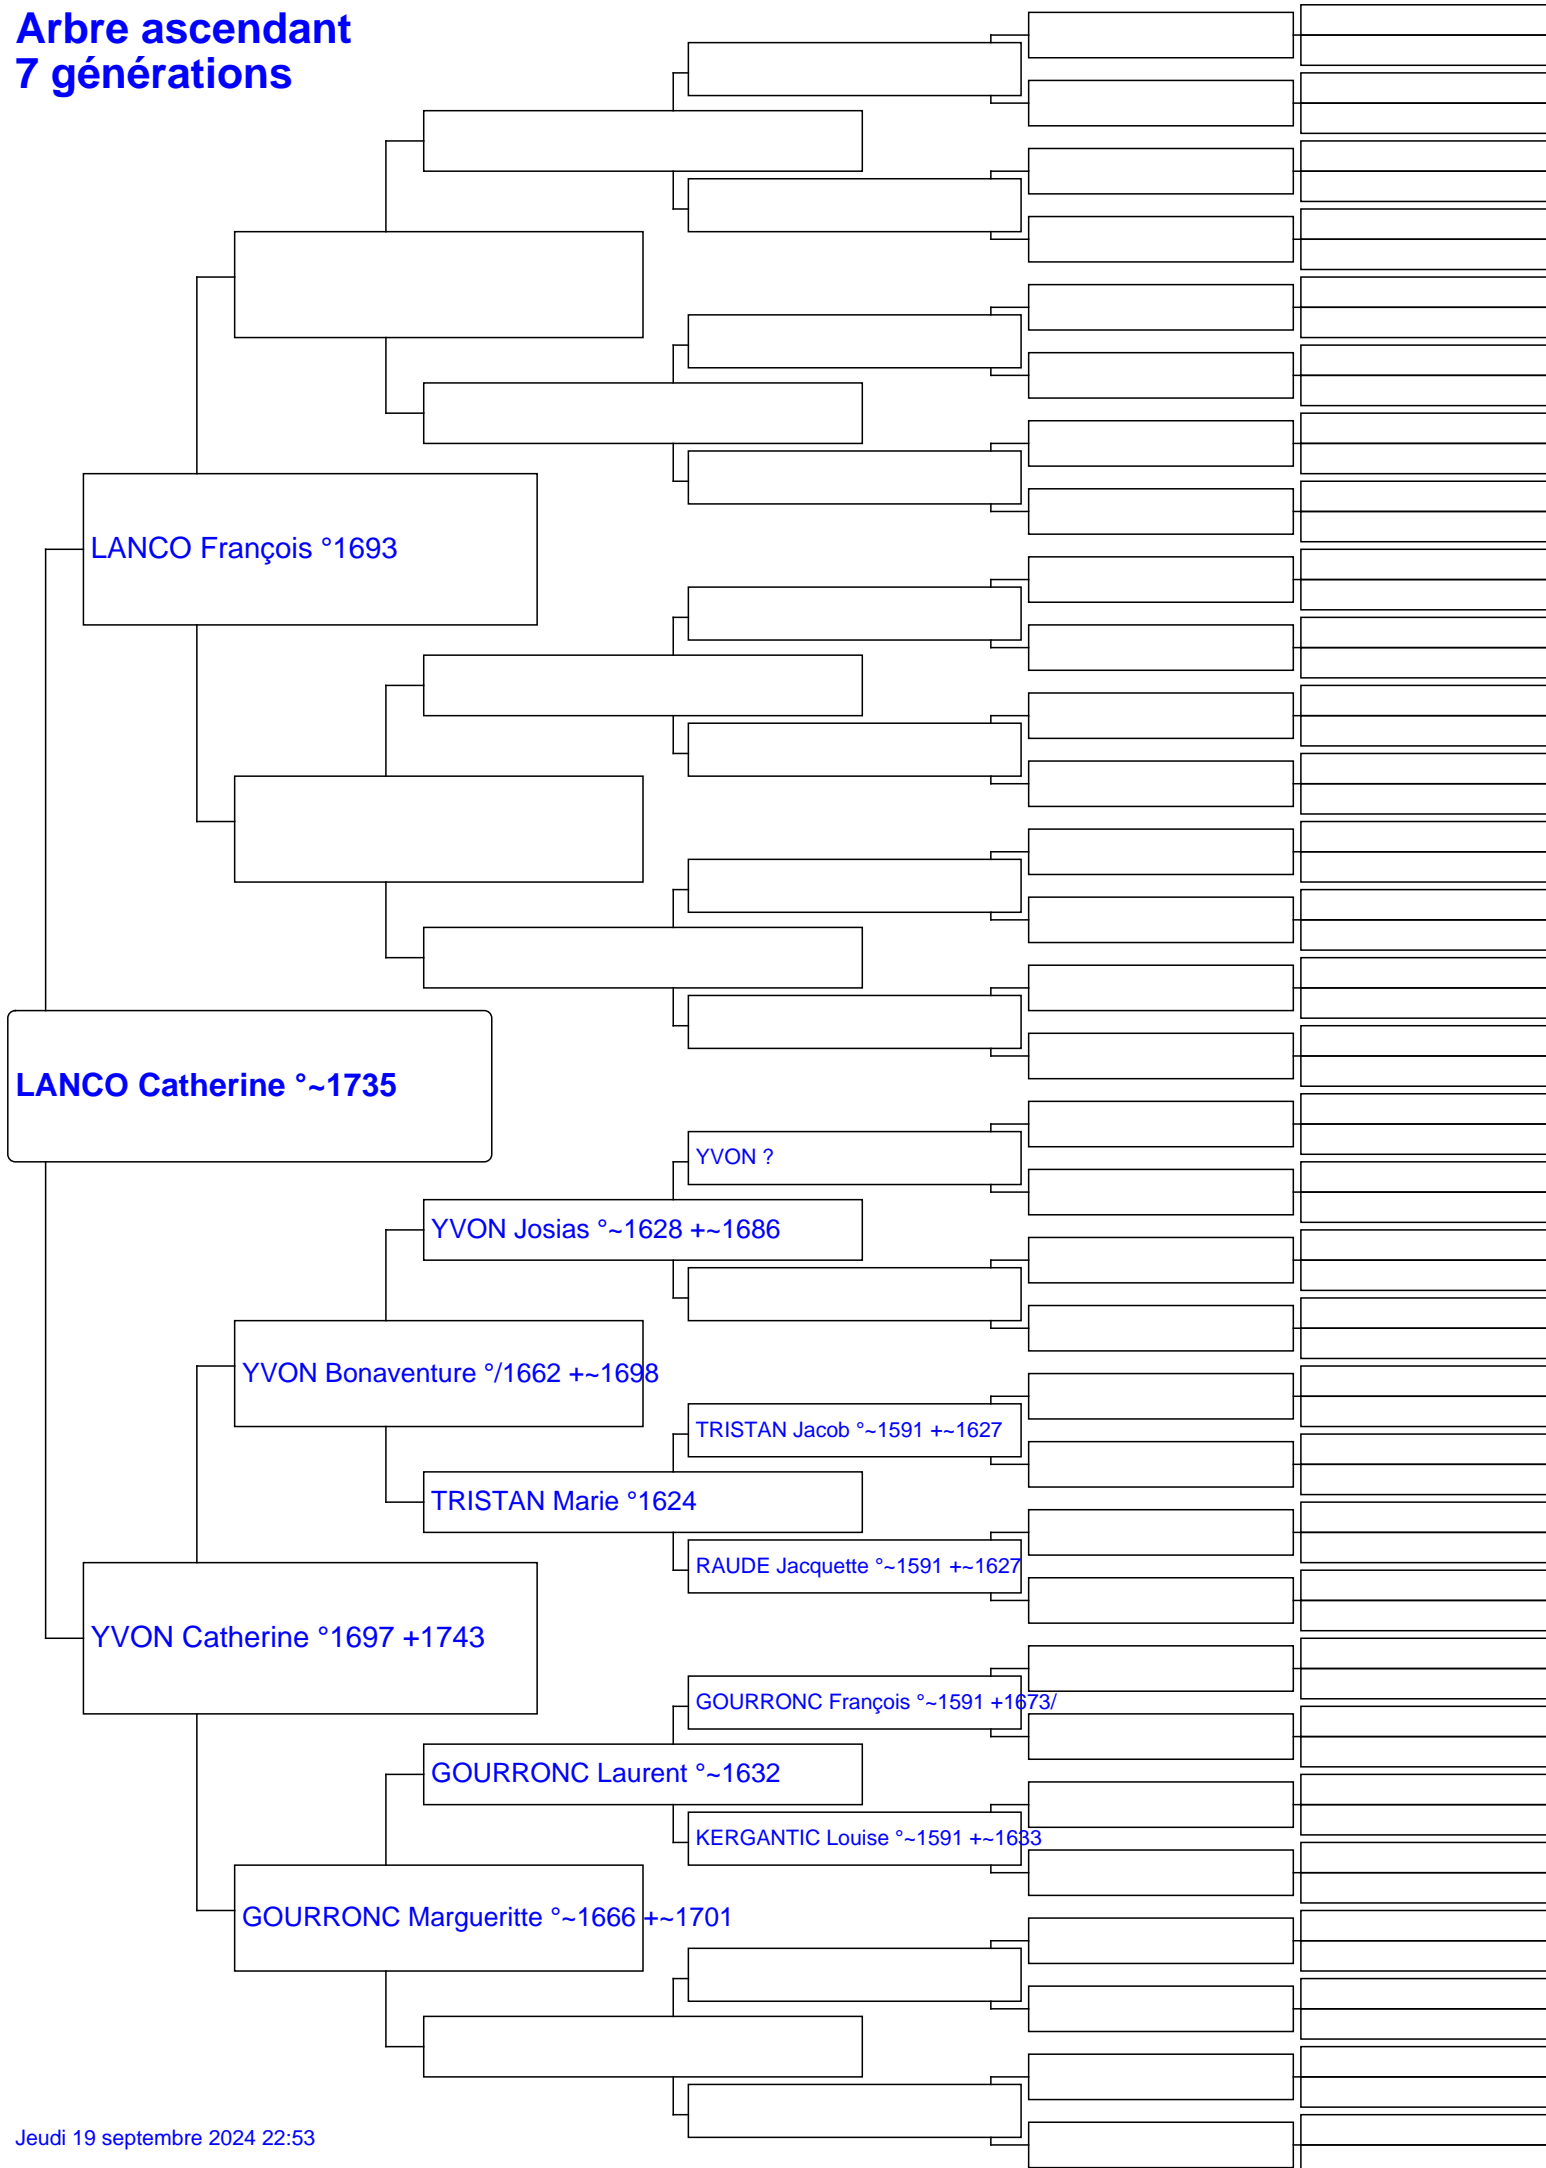 Arbre ascendant
7 générations
LANCO François °1693
LANCO Catherine °~1735
YVON ?
YVON Josias °~1628 +~1686
YVON Bonaventure °/1662 +~1698
TRISTAN Jacob °~1591 +~1627
TRISTAN Marie °1624
RAUDE Jacquette °~1591 +~1627
YVON Catherine °1697 +1743
GOURRONC François °~1591 +1673/
GOURRONC Laurent °~1632
KERGANTIC Louise °~1591 +~1633
GOURRONC Margueritte °~1666 +~1701
Jeudi 19 septembre 2024 22:53